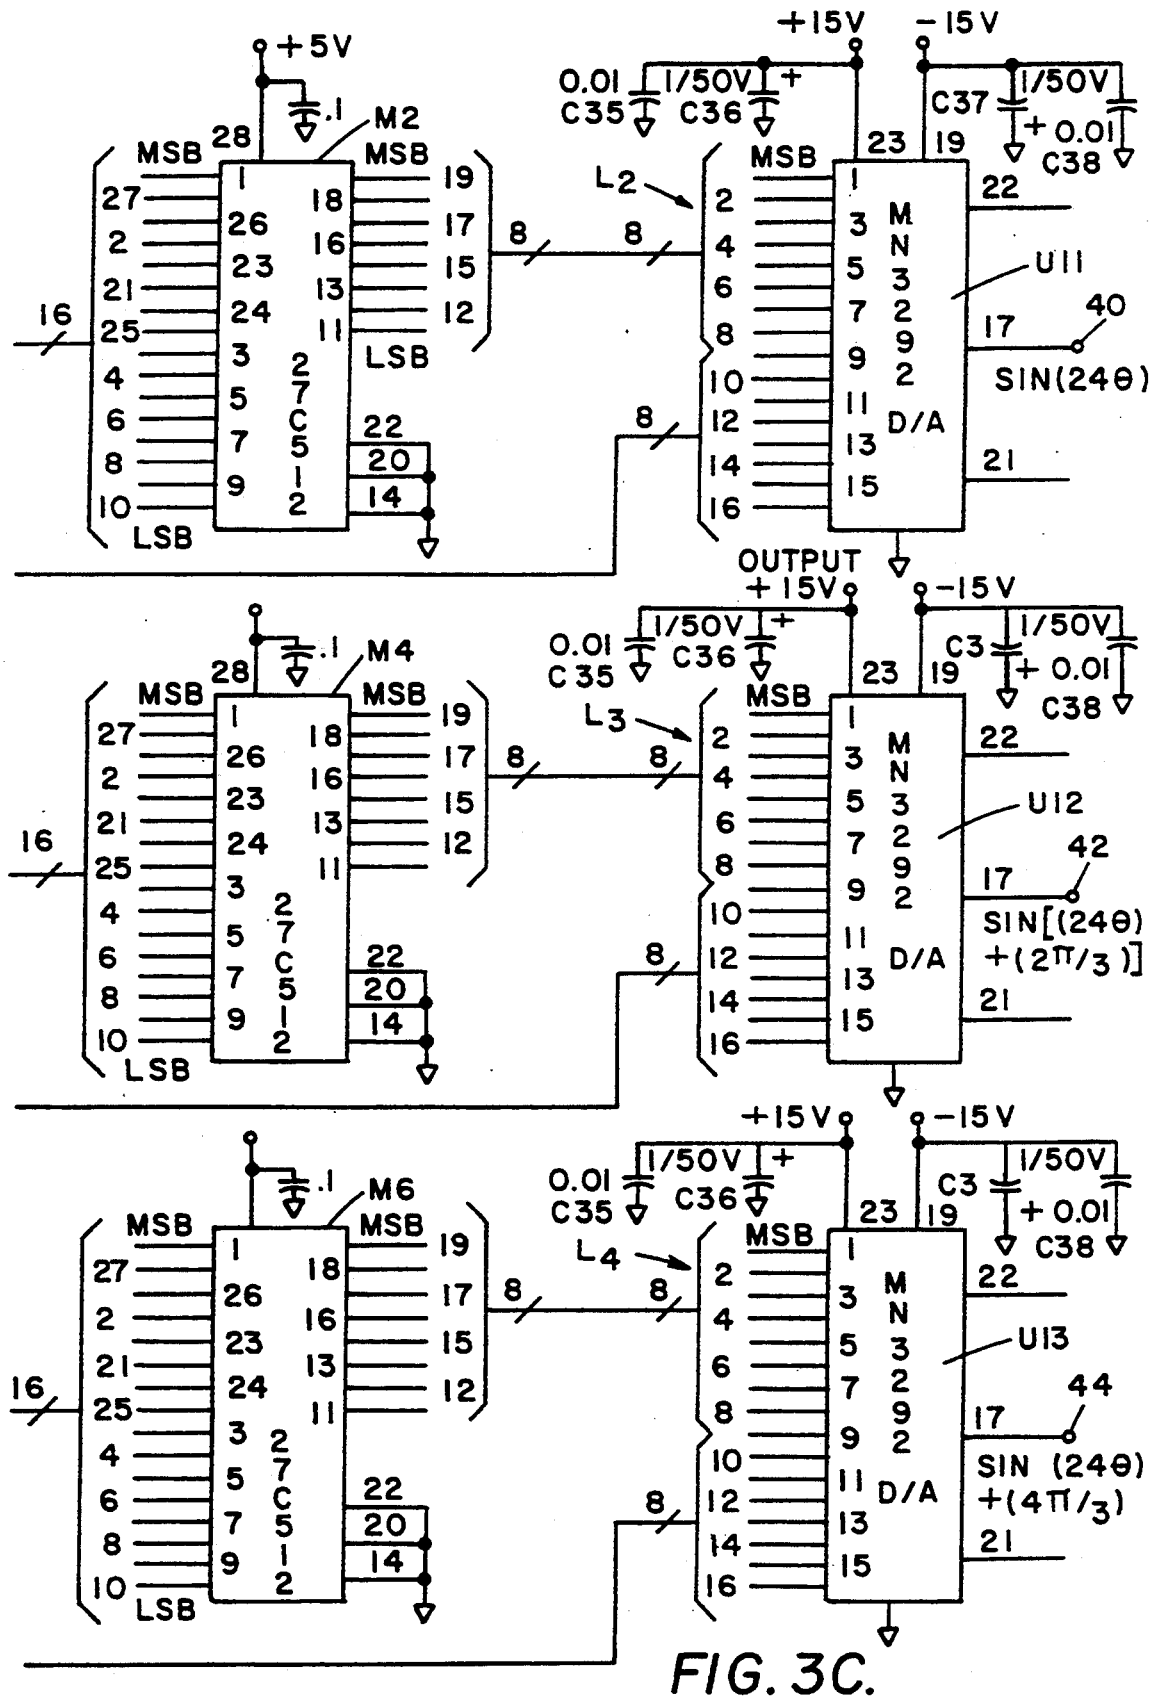 +15V -15V
+5V
0.01 1/50V + C37 1/50V
.1 C35 C36 + 0.01
28 M2 23 19 C38
MSB MSB MSB
1 19 1 22
27 18 L2 2 M
26 17 3 N
2 16 8 8 4 3
23 15 5 2 U11
21 13 6 9
16 24 12 7 2 17 40
25 11 8
3 LSB 9 SIN(24θ)
4 10
5 11
6 12 D/A
7 22 8 13
8 20 14 21
9 14 15
10 16
LSB
27C512
OUTPUT
+15V -15V
0.01 1/50V + C3 1/50V
.1 C35 C36 + 0.01
28 M4 23 19 C38
MSB MSB MSB
1 19 1
27 18 L3 2 M 22
26 17 3 N
2 16 8 8 4 3
23 15 5 2 U12
21 13 6 9
16 24 12 7 2 42
25 11 8
3 9 17
4 10 SIN[(24θ)
5 11 +(2π/3)]
6 12 D/A
7 22 8 13
8 20 14 21
9 14 15
10 16
LSB
27C512
+15V -15V
0.01 1/50V + C3 1/50V
.1 C35 C36 + 0.01
M6 23 19 C38
MSB MSB MSB
1 19 1
27 18 L4 2 M 22
26 17 3 N
2 16 8 8 4 3
23 15 5 2 U13
21 13 6 9
16 24 12 7 2 44
25 11 8
3 9 17
4 10 SIN (24θ)
5 11 +(4π/3)
6 12 D/A
7 22 8 13
8 20 14 21
9 14 15
10 16
LSB
27C512
FIG. 3C.